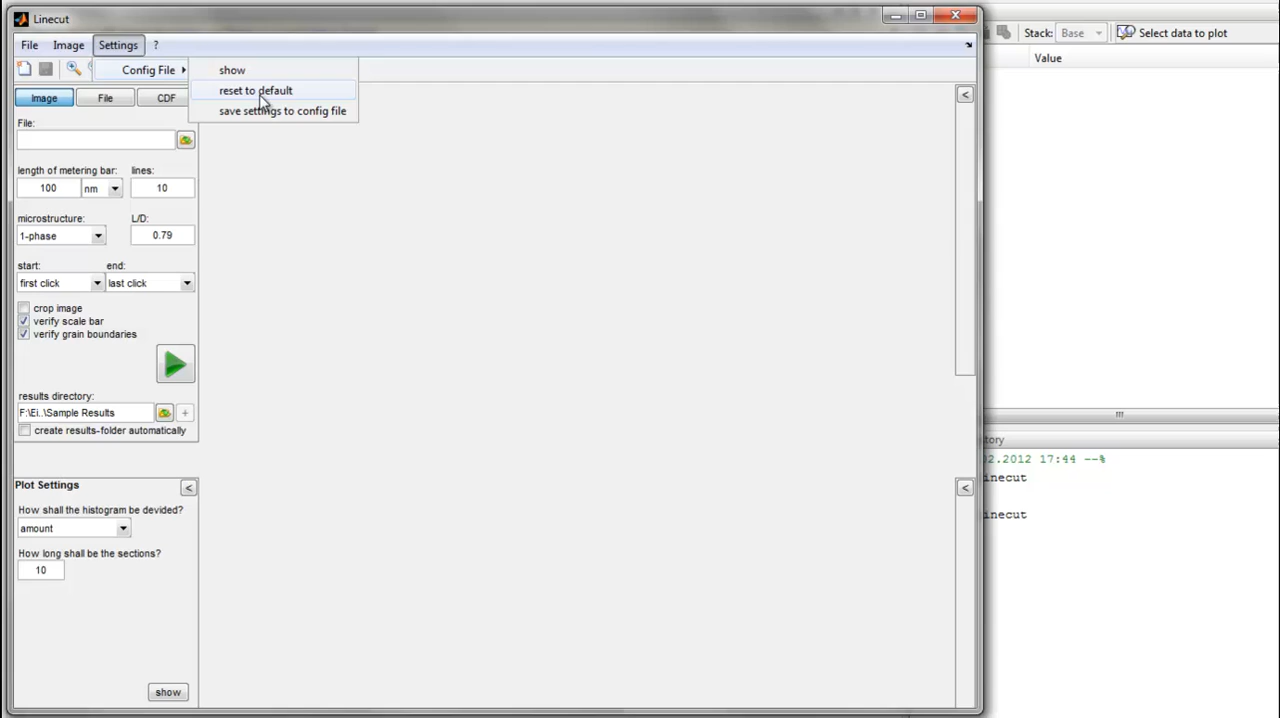 Linecut
File Image Settings ?
Config File show
reset to default
save settings to config file
Image File CDF
File:
length of metering bar: lines:
100 nm 10
microstructure: L/D:
1-phase 0.79
start: end:
first click last click
crop image
verify scale bar
verify grain boundaries
results directory:
F:\Ei..\Sample Results +
create results-folder automatically
Plot Settings <
How shall the histogram be devided?
amount
How long shall be the sections?
10
show
<
<
Stack: Base Select data to plot
Value
ory
02.2012 17:44 --%
inecut
inecut